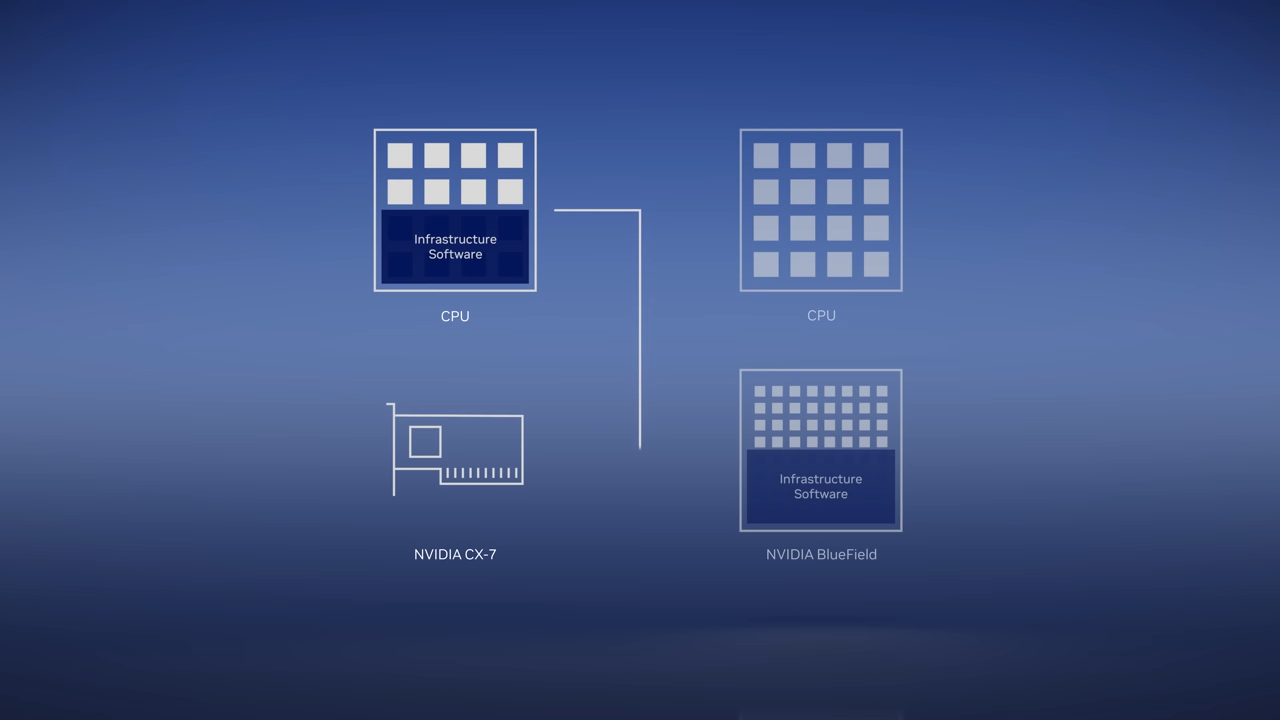 Infrastructure
Software
CPU
CPU
Infrastructure
Software
NVIDIA CX-7
NVIDIA BlueField